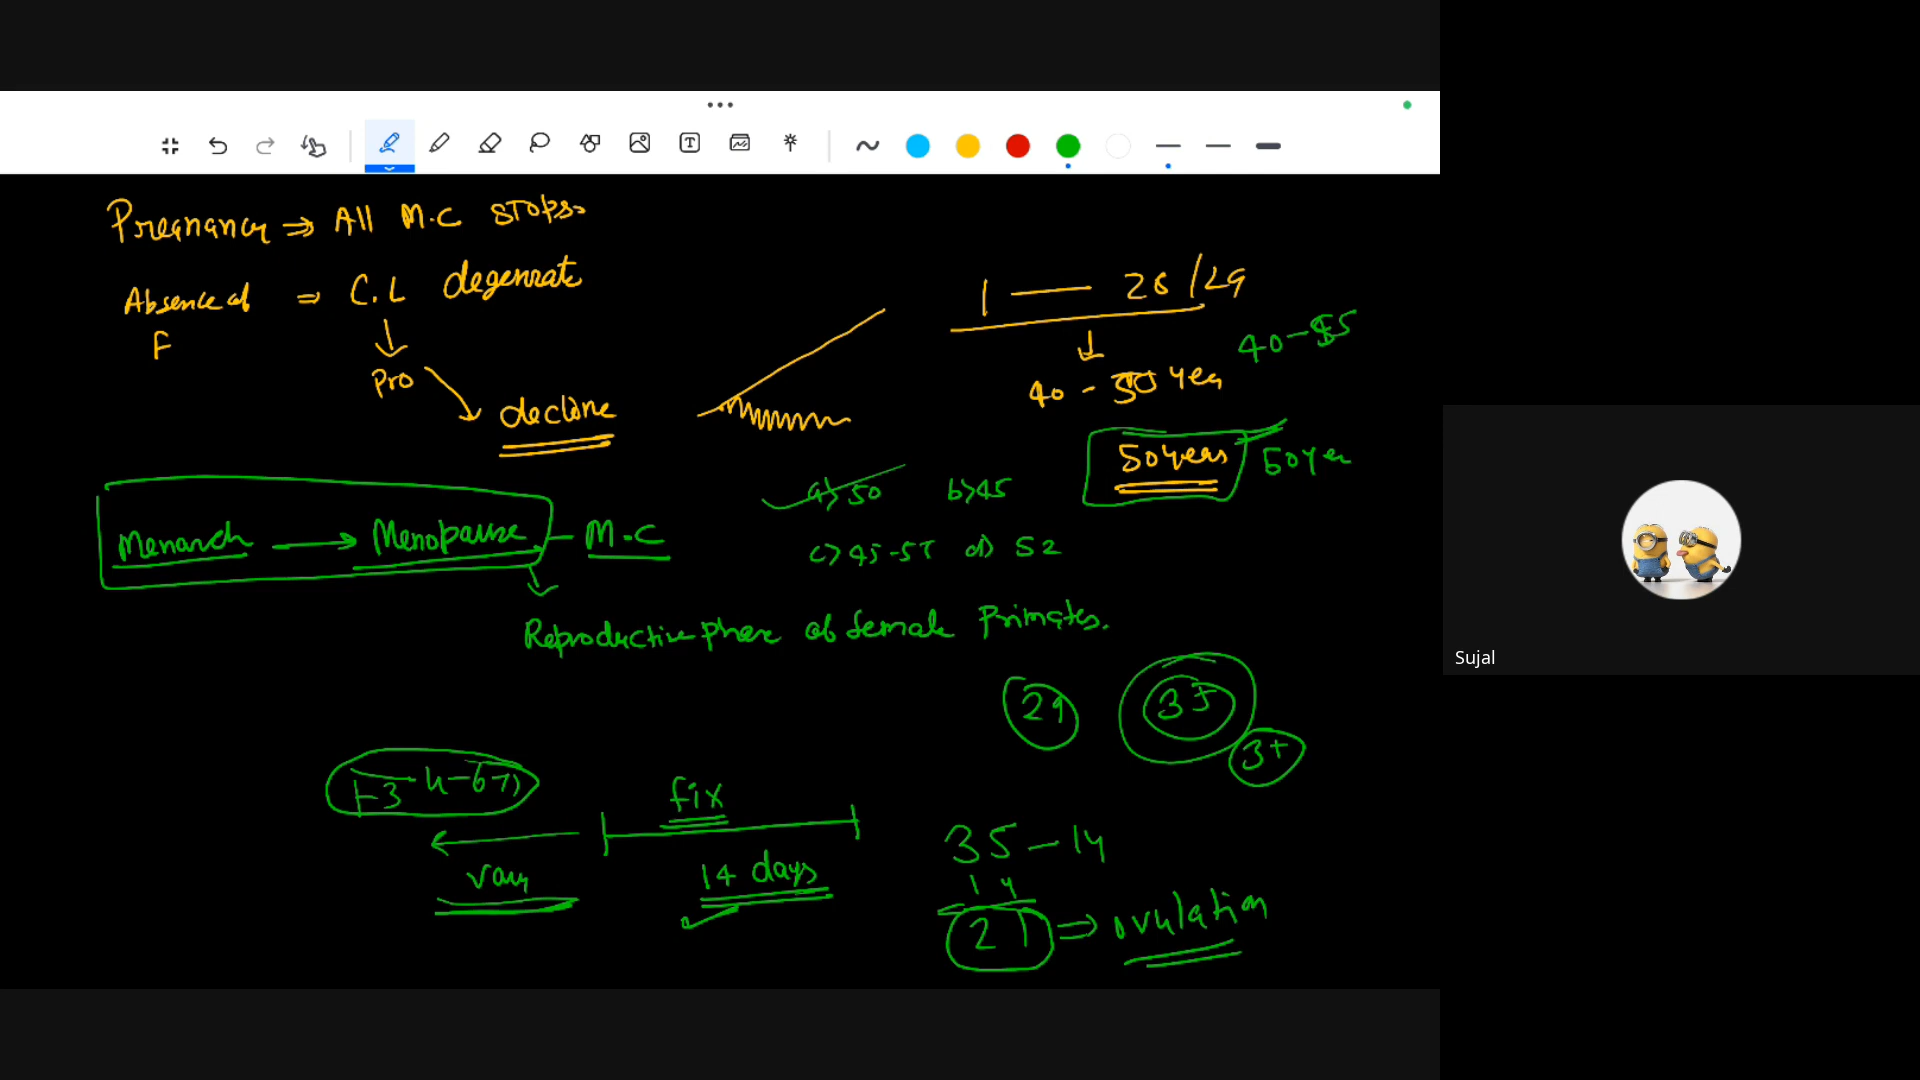 Pregnancy ⇒ All M.C stops.
Absence of ⇒ C.L degenrate
F
↓
Pro
decline
1 — 28/29
↓
40 - 50 year
40-55
50 years
50 year
a) 50 b) 45
c) 45-55 d) 52
Menarch → Menopause - M.C
Reproductive phase of female Primates.
29 35
fix
vary
14 days
35-14
14
21 ⇒ ovulation
Sujal